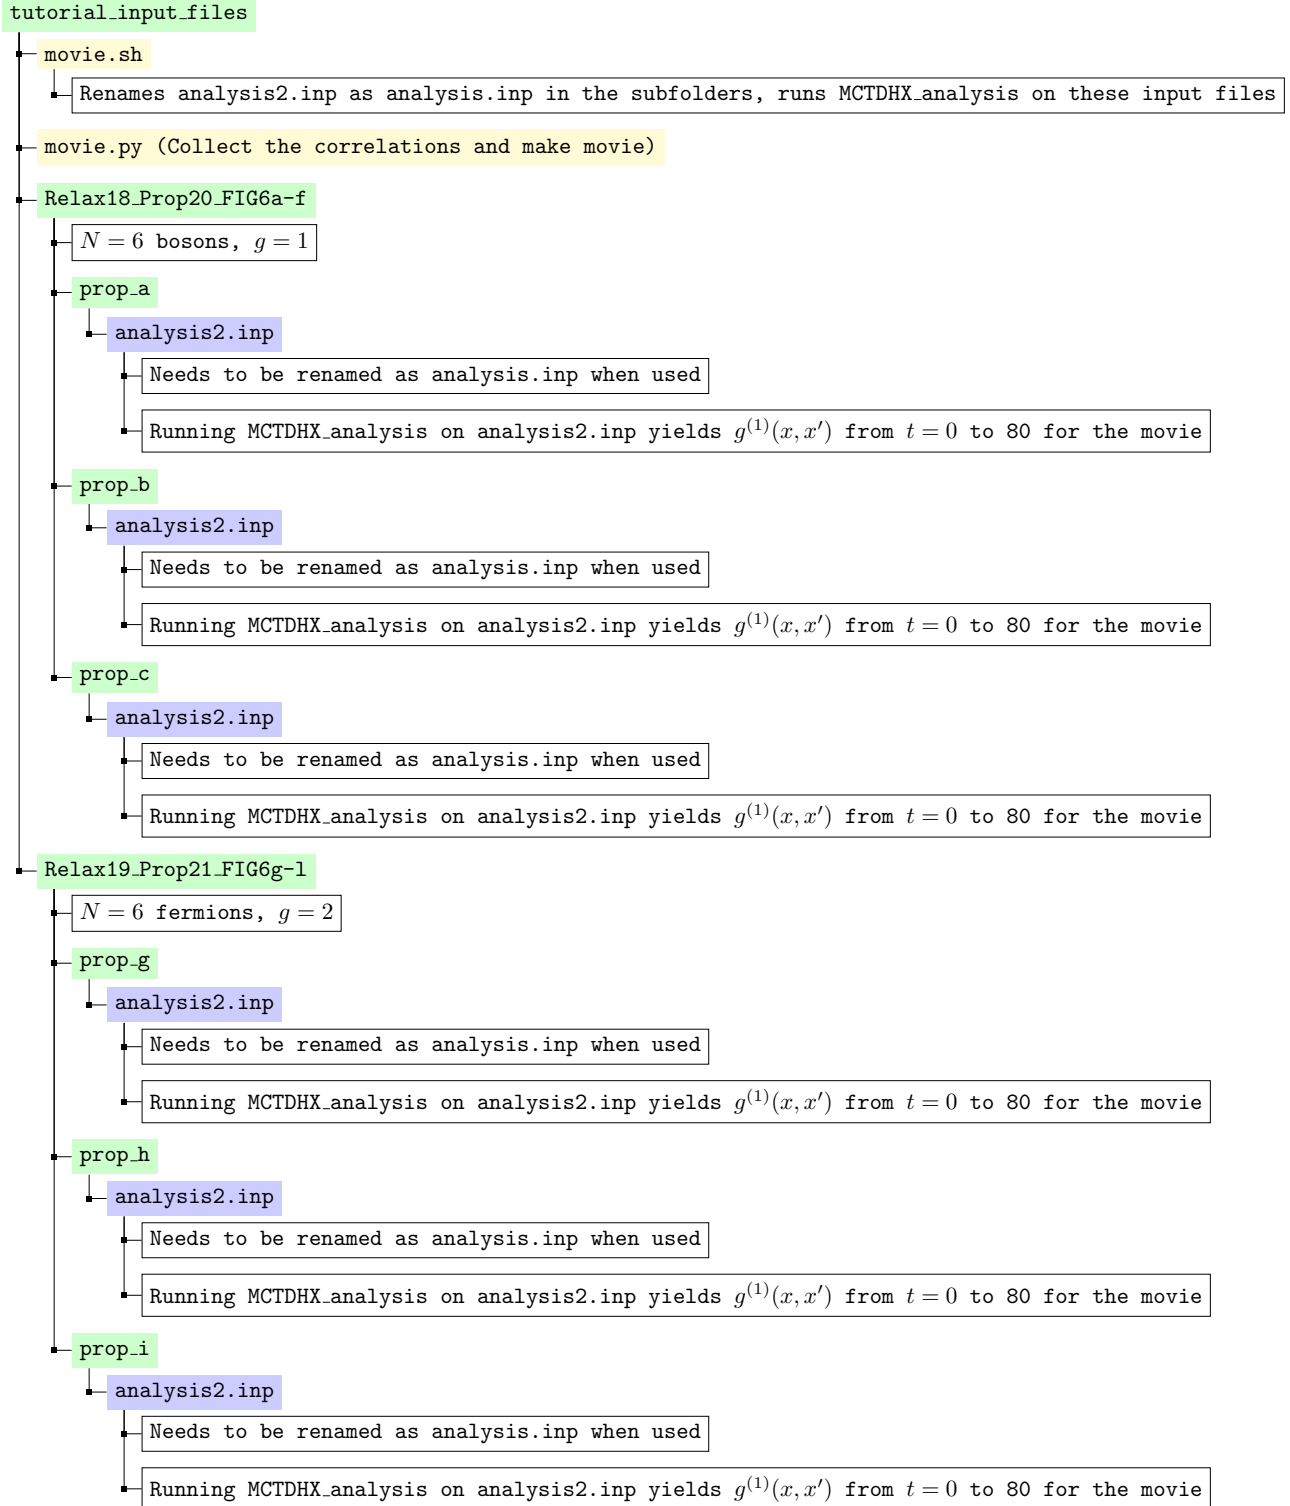 tutorial_input_files
movie.sh
Renames analysis2.inp as analysis.inp in the subfolders, runs MCTDHX_analysis on these input files
movie.py (Collect the correlations and make movie)
Relax18_Prop20_FIG6a-f
N = 6 bosons, g = 1
prop_a
analysis2.inp
Needs to be renamed as analysis.inp when used
Running MCTDHX_analysis on analysis2.inp yields g^{(1)}(x, x′) from t = 0 to 80 for the movie
prop_b
analysis2.inp
Needs to be renamed as analysis.inp when used
Running MCTDHX_analysis on analysis2.inp yields g^{(1)}(x, x′) from t = 0 to 80 for the movie
prop_c
analysis2.inp
Needs to be renamed as analysis.inp when used
Running MCTDHX_analysis on analysis2.inp yields g^{(1)}(x, x′) from t = 0 to 80 for the movie
Relax19_Prop21_FIG6g-l
N = 6 fermions, g = 2
prop_g
analysis2.inp
Needs to be renamed as analysis.inp when used
Running MCTDHX_analysis on analysis2.inp yields g^{(1)}(x, x′) from t = 0 to 80 for the movie
prop_h
analysis2.inp
Needs to be renamed as analysis.inp when used
Running MCTDHX_analysis on analysis2.inp yields g^{(1)}(x, x′) from t = 0 to 80 for the movie
prop_i
analysis2.inp
Needs to be renamed as analysis.inp when used
Running MCTDHX_analysis on analysis2.inp yields g^{(1)}(x, x′) from t = 0 to 80 for the movie